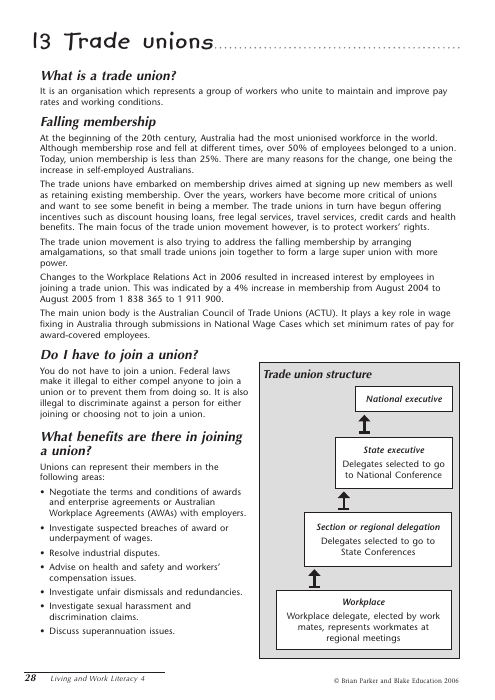 13 Trade unions
What is a trade union?
It is an organisation which represents a group of workers who unite to maintain and improve pay
rates and working conditions.
Falling membership
At the beginning of the 20th century, Australia had the most unionised workforce in the world.
Although membership rose and fell at different times, over 50% of employees belonged to a union.
Today, union membership is less than 25%. There are many reasons for the change, one being the
increase in self-employed Australians.
The trade unions have embarked on membership drives aimed at signing up new members as well
as retaining existing membership. Over the years, workers have become more critical of unions
and want to see some benefit in being a member. The trade unions in turn have begun offering
incentives such as discount housing loans, free legal services, travel services, credit cards and health
benefits. The main focus of the trade union movement however, is to protect workers' rights.
The trade union movement is also trying to address the falling membership by arranging
amalgamations, so that small trade unions join together to form a large super union with more
power.
Changes to the Workplace Relations Act in 2006 resulted in increased interest by employees in
joining a trade union. This was indicated by a 4% increase in membership from August 2004 to
August 2005 from 1 838 365 to 1 911 900.
The main union body is the Australian Council of Trade Unions (ACTU). It plays a key role in wage
fixing in Australia through submissions in National Wage Cases which set minimum rates of pay for
award-covered employees.
Do I have to join a union?
You do not have to join a union. Federal laws
make it illegal to either compel anyone to join a
union or to prevent them from doing so. It is also
illegal to discriminate against a person for either
joining or choosing not to join a union.
What benefits are there in joining
a union?
Unions can represent their members in the
following areas:
• Negotiate the terms and conditions of awards
and enterprise agreements or Australian
Workplace Agreements (AWAs) with employers.
• Investigate suspected breaches of award or
underpayment of wages.
• Resolve industrial disputes.
• Advise on health and safety and workers'
compensation issues.
• Investigate unfair dismissals and redundancies.
• Investigate sexual harassment and
discrimination claims.
• Discuss superannuation issues.
Trade union structure
National executive
State executive
Delegates selected to go
to National Conference
Section or regional delegation
Delegates selected to go to
State Conferences
Workplace
Workplace delegate, elected by work
mates, represents workmates at
regional meetings
28 Living and Work Literacy 4
© Brian Parker and Blake Education 2006